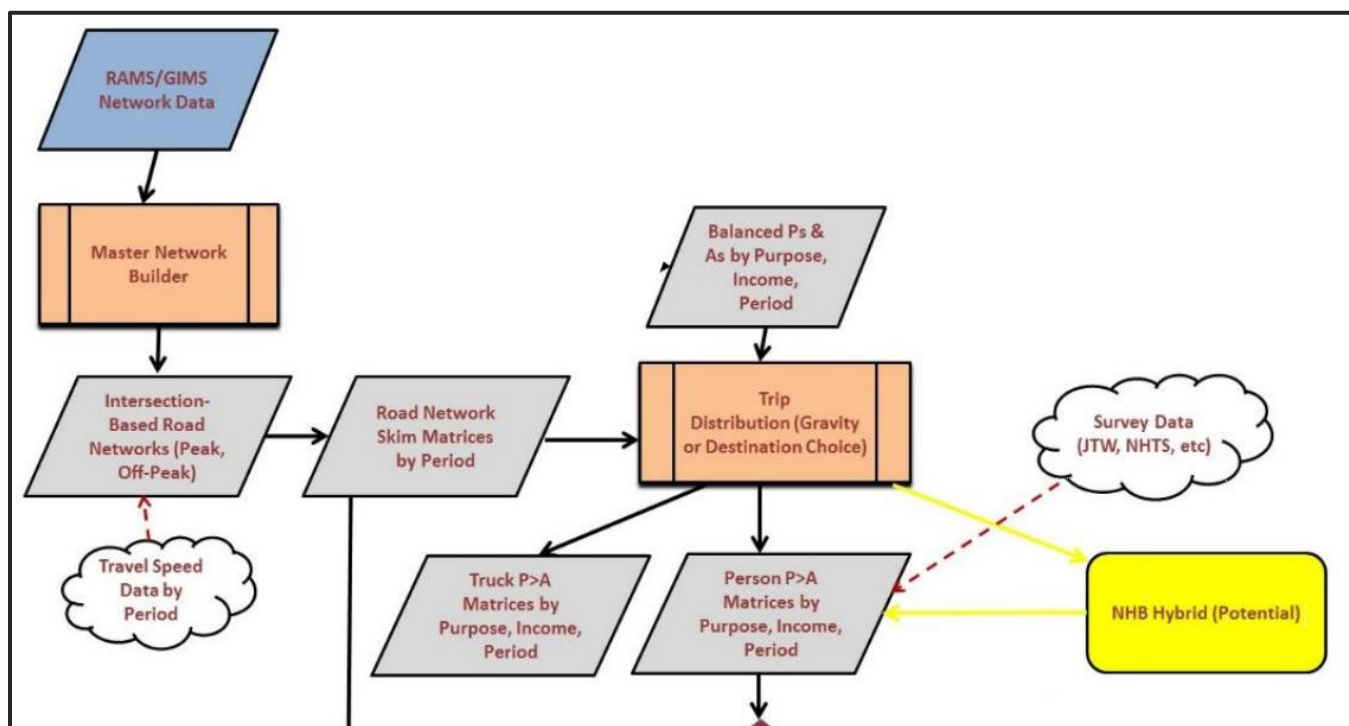 RAMS/GIMS
Network Data
Master Network
Builder
Balanced Ps &
As by Purpose,
Income,
Period
Intersection-
Based Road
Networks (Peak,
Off-Peak)
Road Network
Skim Matrices
by Period
Trip
Distribution (Gravity
or Destination Choice)
Survey Data
(JTW, NHTS, etc)
Travel Speed
Data by
Period
Truck P>A
Matrices by
Purpose, Income,
Period
Person P>A
Matrices by
Purpose, Income,
Period
NHB Hybrid (Potential)